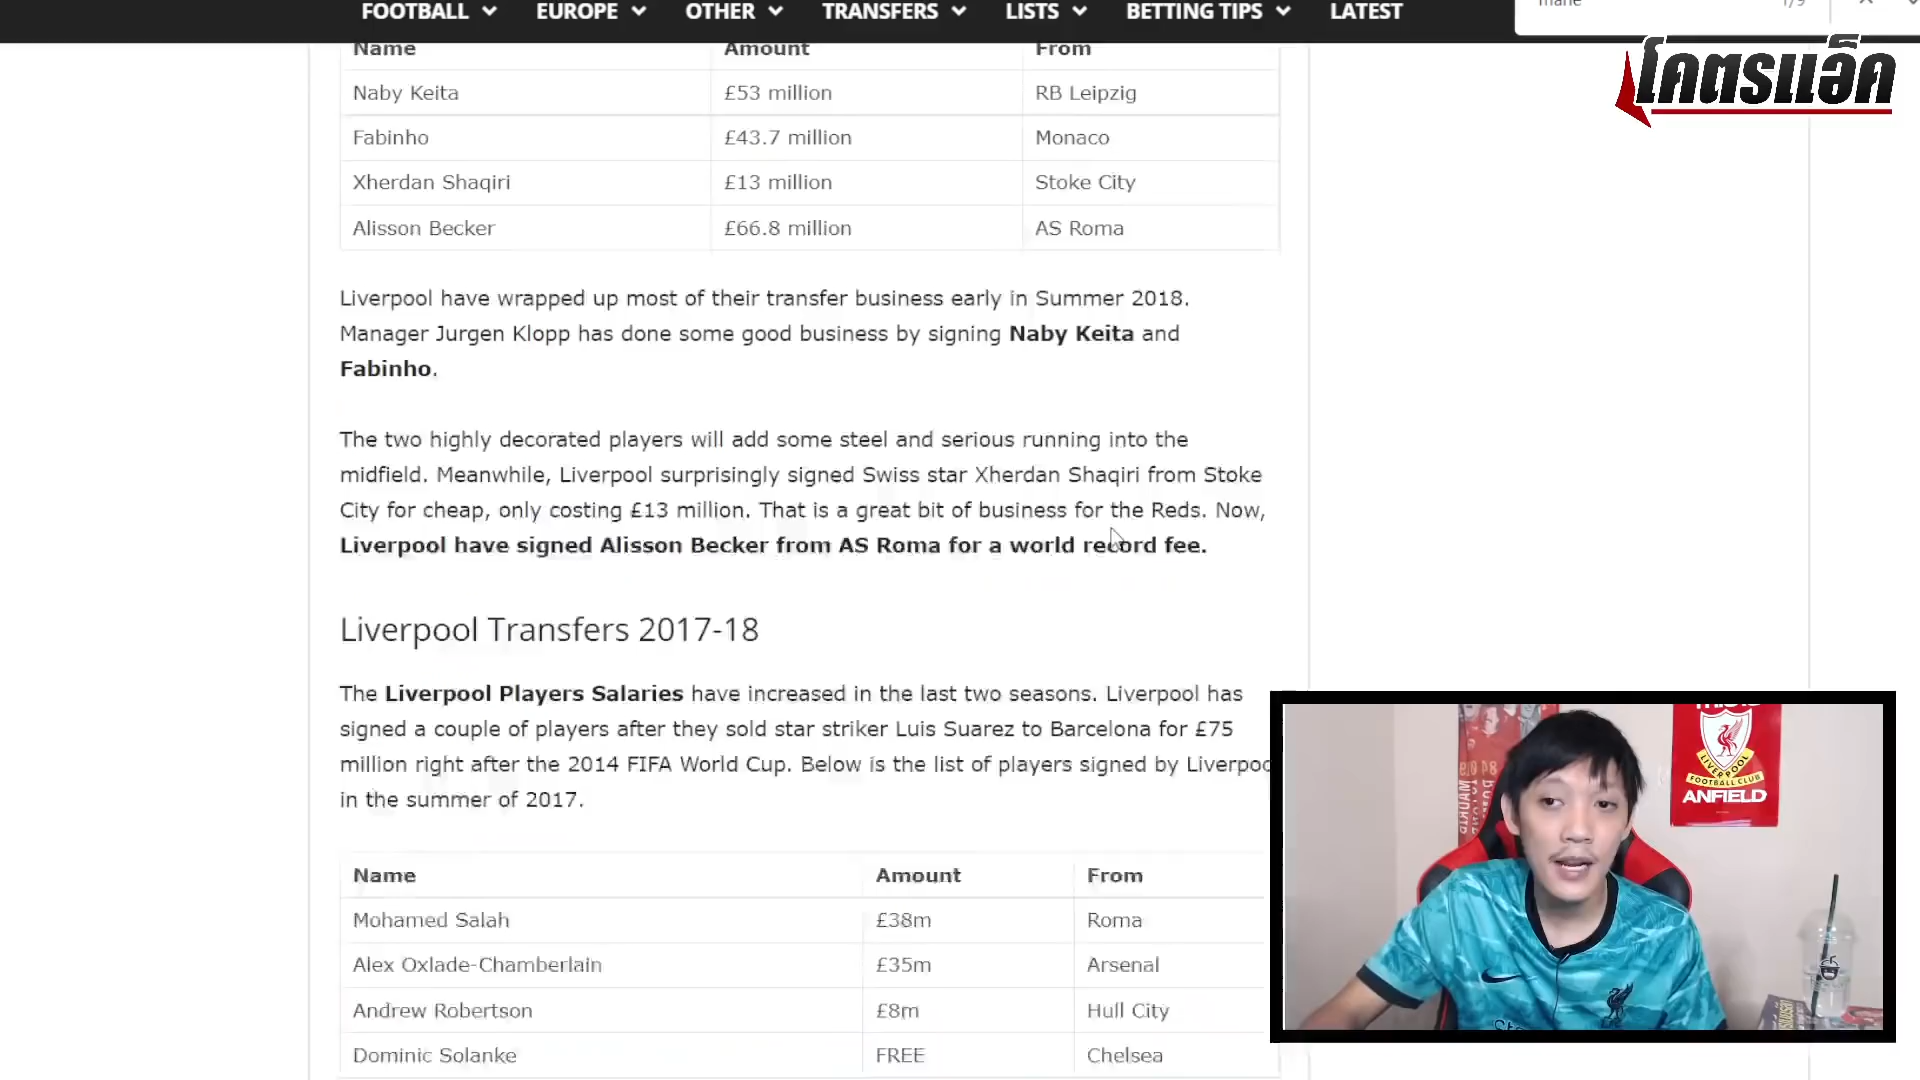 FOOTBALL EUROPE OTHER TRANSFERS LISTS BETTING TIPS LATEST
1/9
โคตรแอ็ค
Name Amount From
Naby Keita £53 million RB Leipzig
Fabinho £43.7 million Monaco
Xherdan Shaqiri £13 million Stoke City
Alisson Becker £66.8 million AS Roma
Liverpool have wrapped up most of their transfer business early in Summer 2018.
Manager Jurgen Klopp has done some good business by signing Naby Keita and
Fabinho.
The two highly decorated players will add some steel and serious running into the
midfield. Meanwhile, Liverpool surprisingly signed Swiss star Xherdan Shaqiri from Stoke
City for cheap, only costing £13 million. That is a great bit of business for the Reds. Now,
Liverpool have signed Alisson Becker from AS Roma for a world record fee.
Liverpool Transfers 2017-18
The Liverpool Players Salaries have increased in the last two seasons. Liverpool has
signed a couple of players after they sold star striker Luis Suarez to Barcelona for £75
million right after the 2014 FIFA World Cup. Below is the list of players signed by Liverpoo
in the summer of 2017.
Name Amount From
Mohamed Salah £38m Roma
Alex Oxlade-Chamberlain £35m Arsenal
Andrew Robertson £8m Hull City
Dominic Solanke FREE Chelsea
LIVERPOOL
FOOTBALL CLUB
ANFIELD